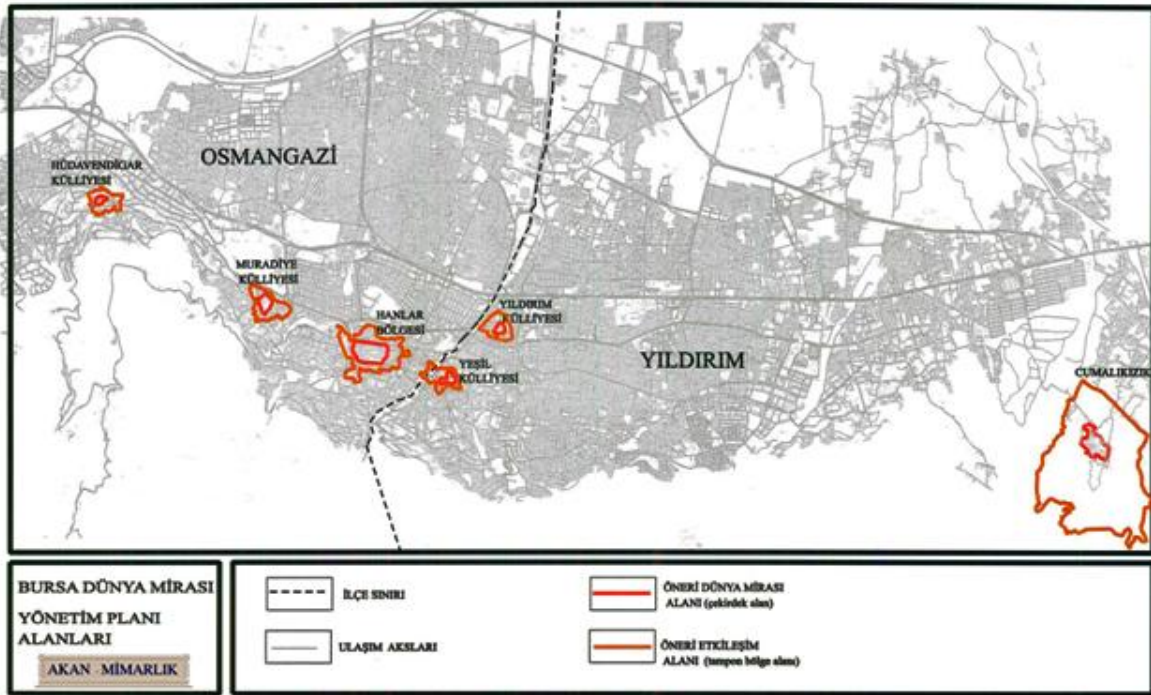 OSMANGAZİ
HÜDAVENDİGAR
KÜLLİYESİ
MURADİYE
KÜLLİYESİ
HANLAR
BÖLGESİ
YILDIRIM
KÜLLİYESİ
YEŞİL
KÜLLİYESİ
YILDIRIM
CUMALIKIZIK
BURSA DÜNYA MİRASI
YÖNETİM PLANI
ALANLARI
AKAN MİMARLIK
İLÇE SINIRI
ULAŞIM AKSLARI
ÖNERİ DÜNYA MİRASI
ALANI (çekirdek alan)
ÖNERİ ETKİLEŞİM
ALANI (tampon bölge alanı)